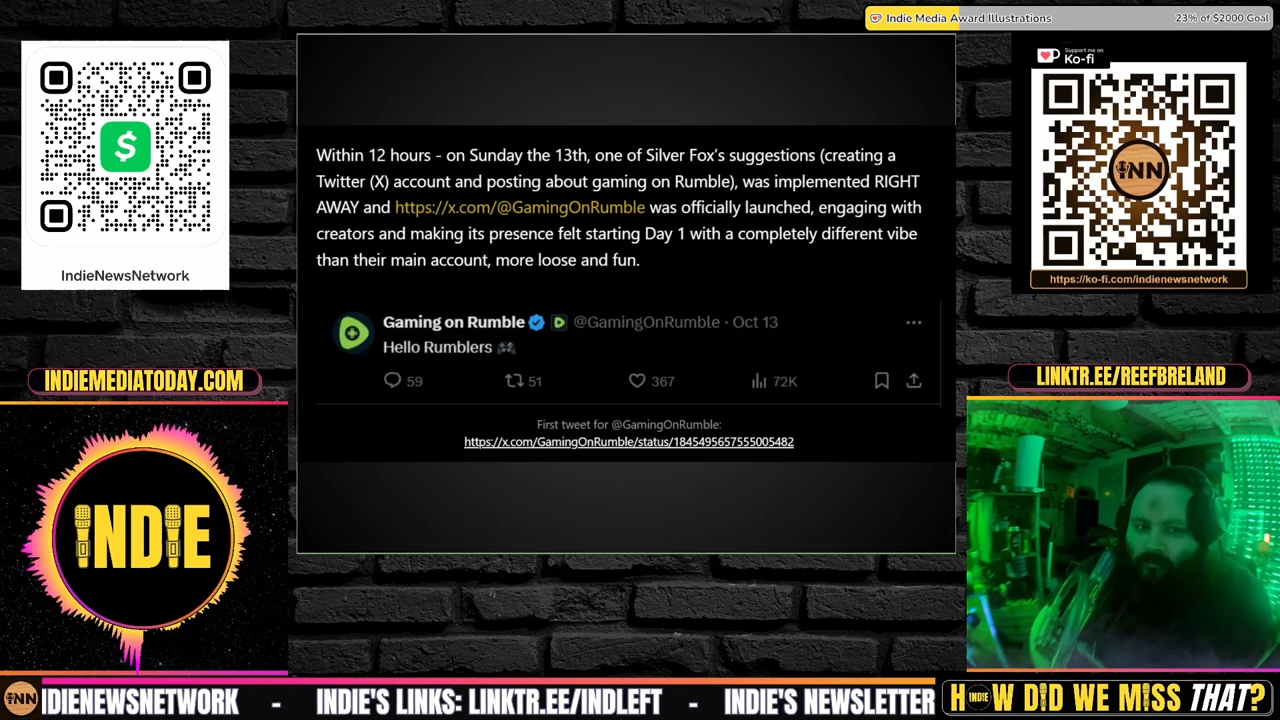 Indie Media Award Illustrations
23% of $2000 Goal
$
IndieNewsNetwork
Support me on
Ko-fi
iNN
https://ko-fi.com/indienewsnetwork
Within 12 hours - on Sunday the 13th, one of Silver Fox's suggestions (creating a
Twitter (X) account and posting about gaming on Rumble), was implemented RIGHT
AWAY and https://x.com/@GamingOnRumble was officially launched, engaging with
creators and making its presence felt starting Day 1 with a completely different vibe
than their main account, more loose and fun.
Gaming on Rumble @GamingOnRumble · Oct 13
Hello Rumblers 🎮
59 51 367 72K
First tweet for @GamingOnRumble:
https://x.com/GamingOnRumble/status/1845495657555005482
INDIEMEDIATODAY.COM
LINKTR.EE/REEFBRELAND
INDIE
iNN
IDIENEWSNETWORK - INDIE'S LINKS: LINKTR.EE/INDLEFT - INDIE'S NEWSLETTER
HOW DID WE MISS THAT?